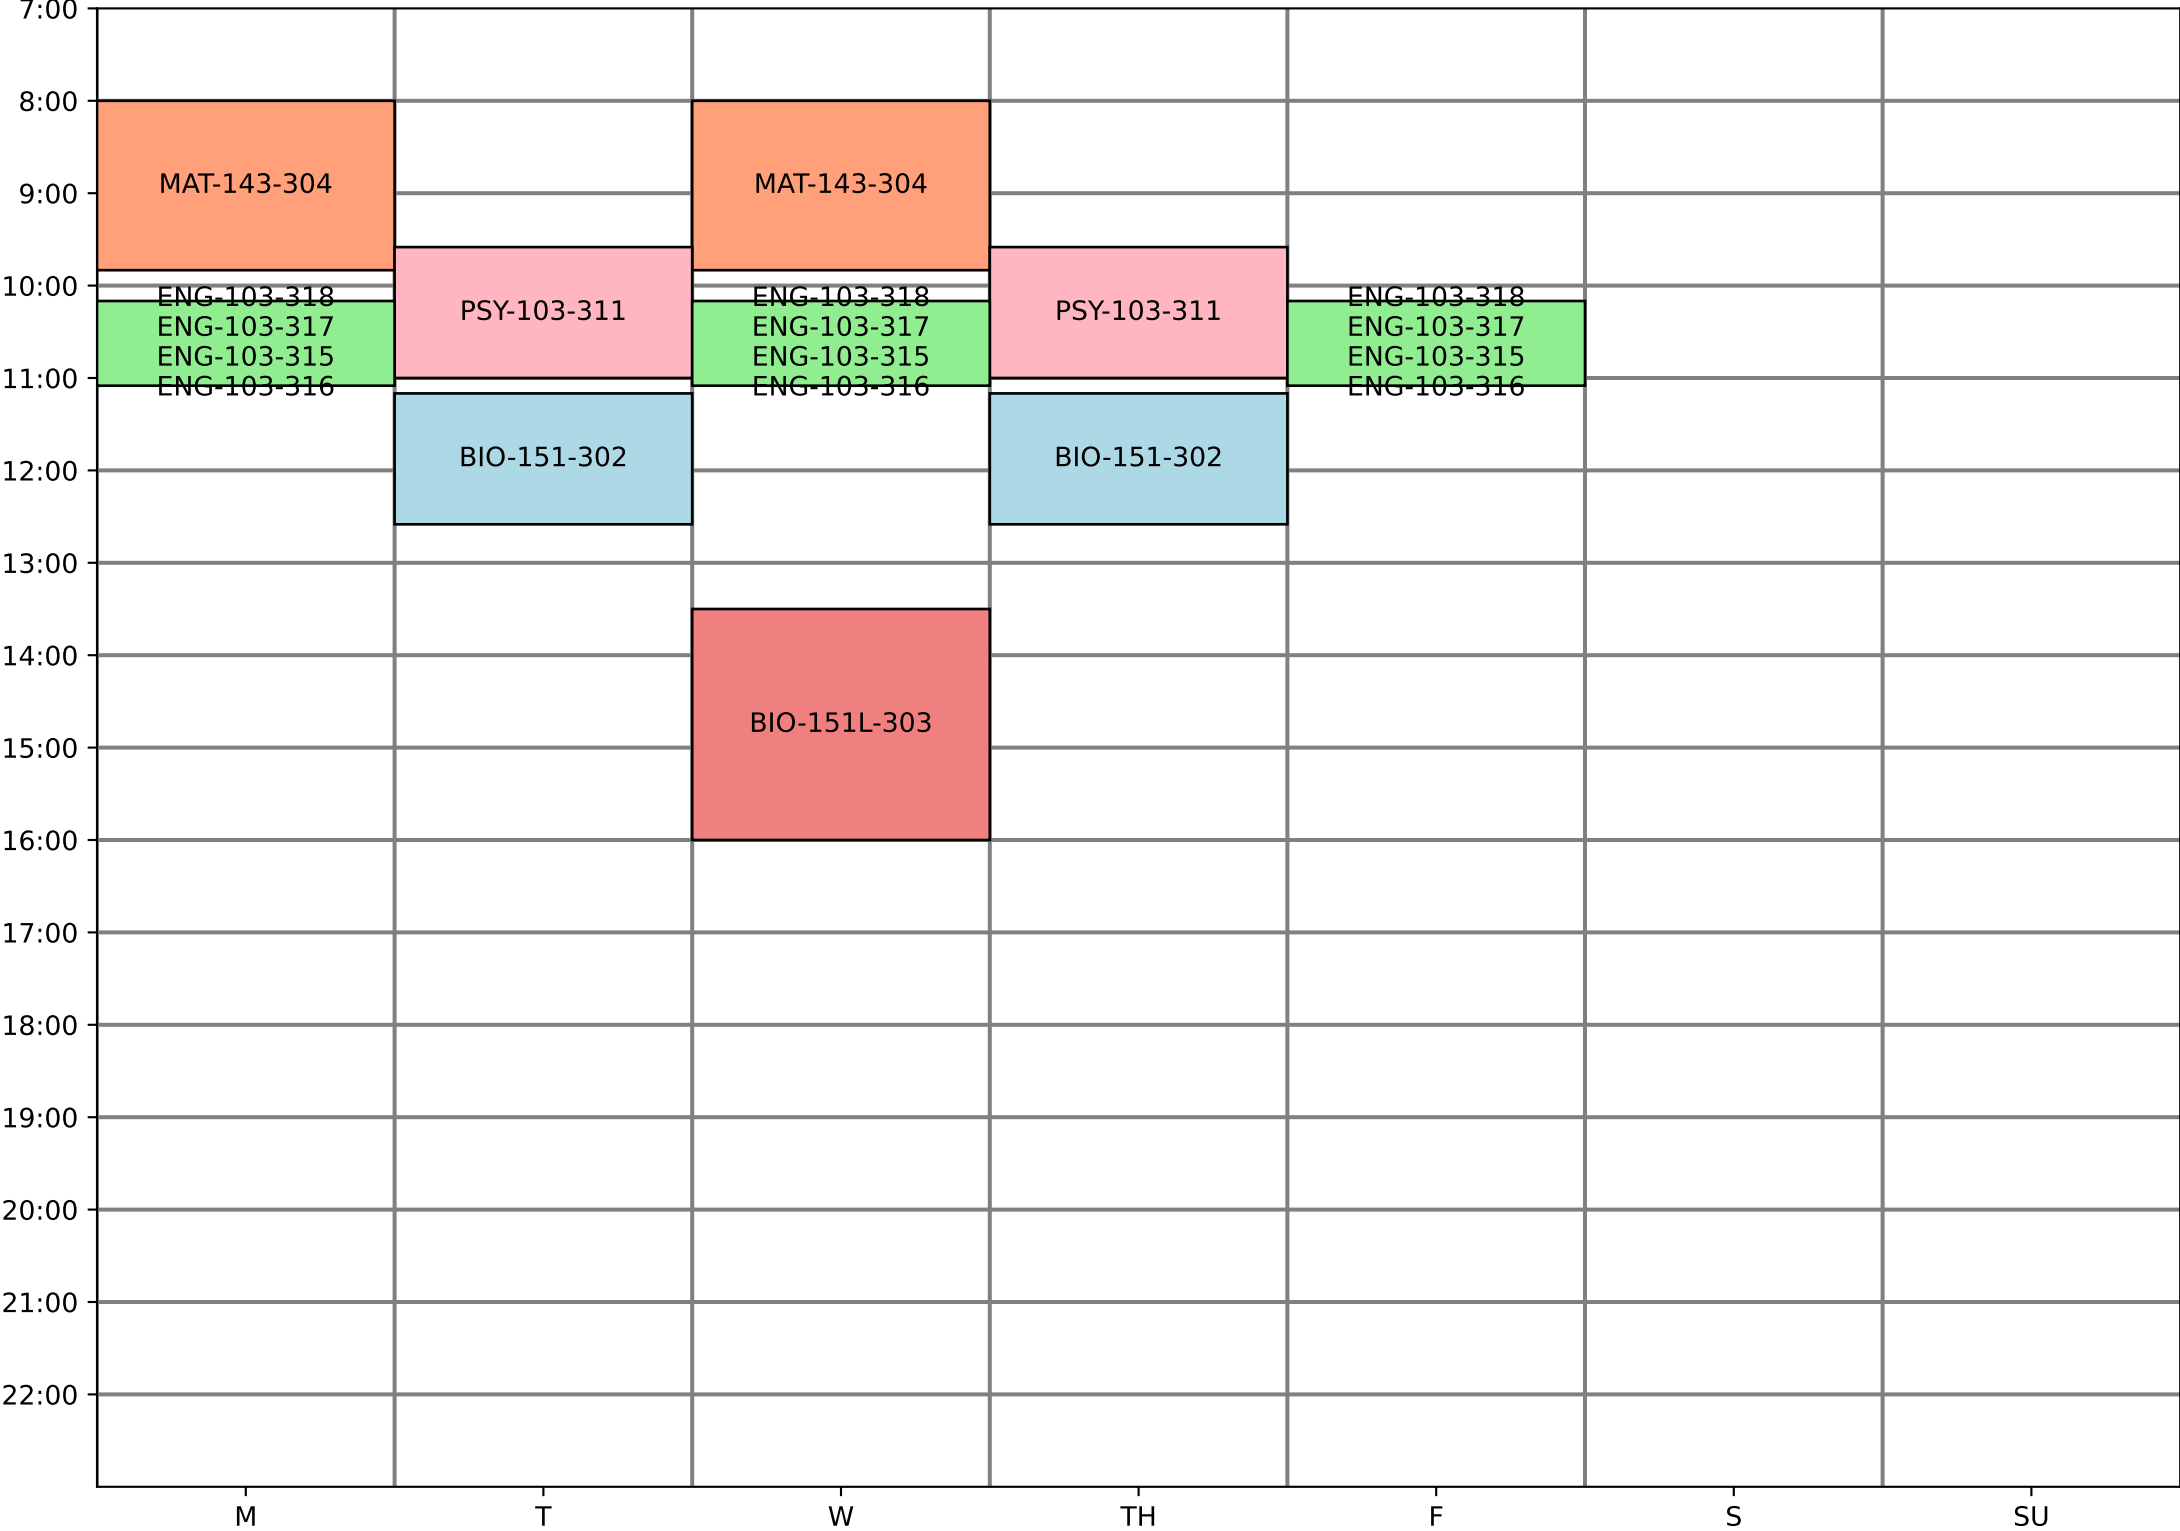 7:00
8:00
MAT-143-304 MAT-143-304
9:00
10:00
ENG-103-318 ENG-103-318 ENG-103-318
PSY-103-311 PSY-103-311
ENG-103-317 ENG-103-317 ENG-103-317
ENG-103-315 ENG-103-315 ENG-103-315
11:00
ENG-103-316 ENG-103-316 ENG-103-316
BIO-151-302 BIO-151-302
12:00
13:00
14:00
BIO-151L-303
15:00
16:00
17:00
18:00
19:00
20:00
21:00
22:00
M T W TH F S SU